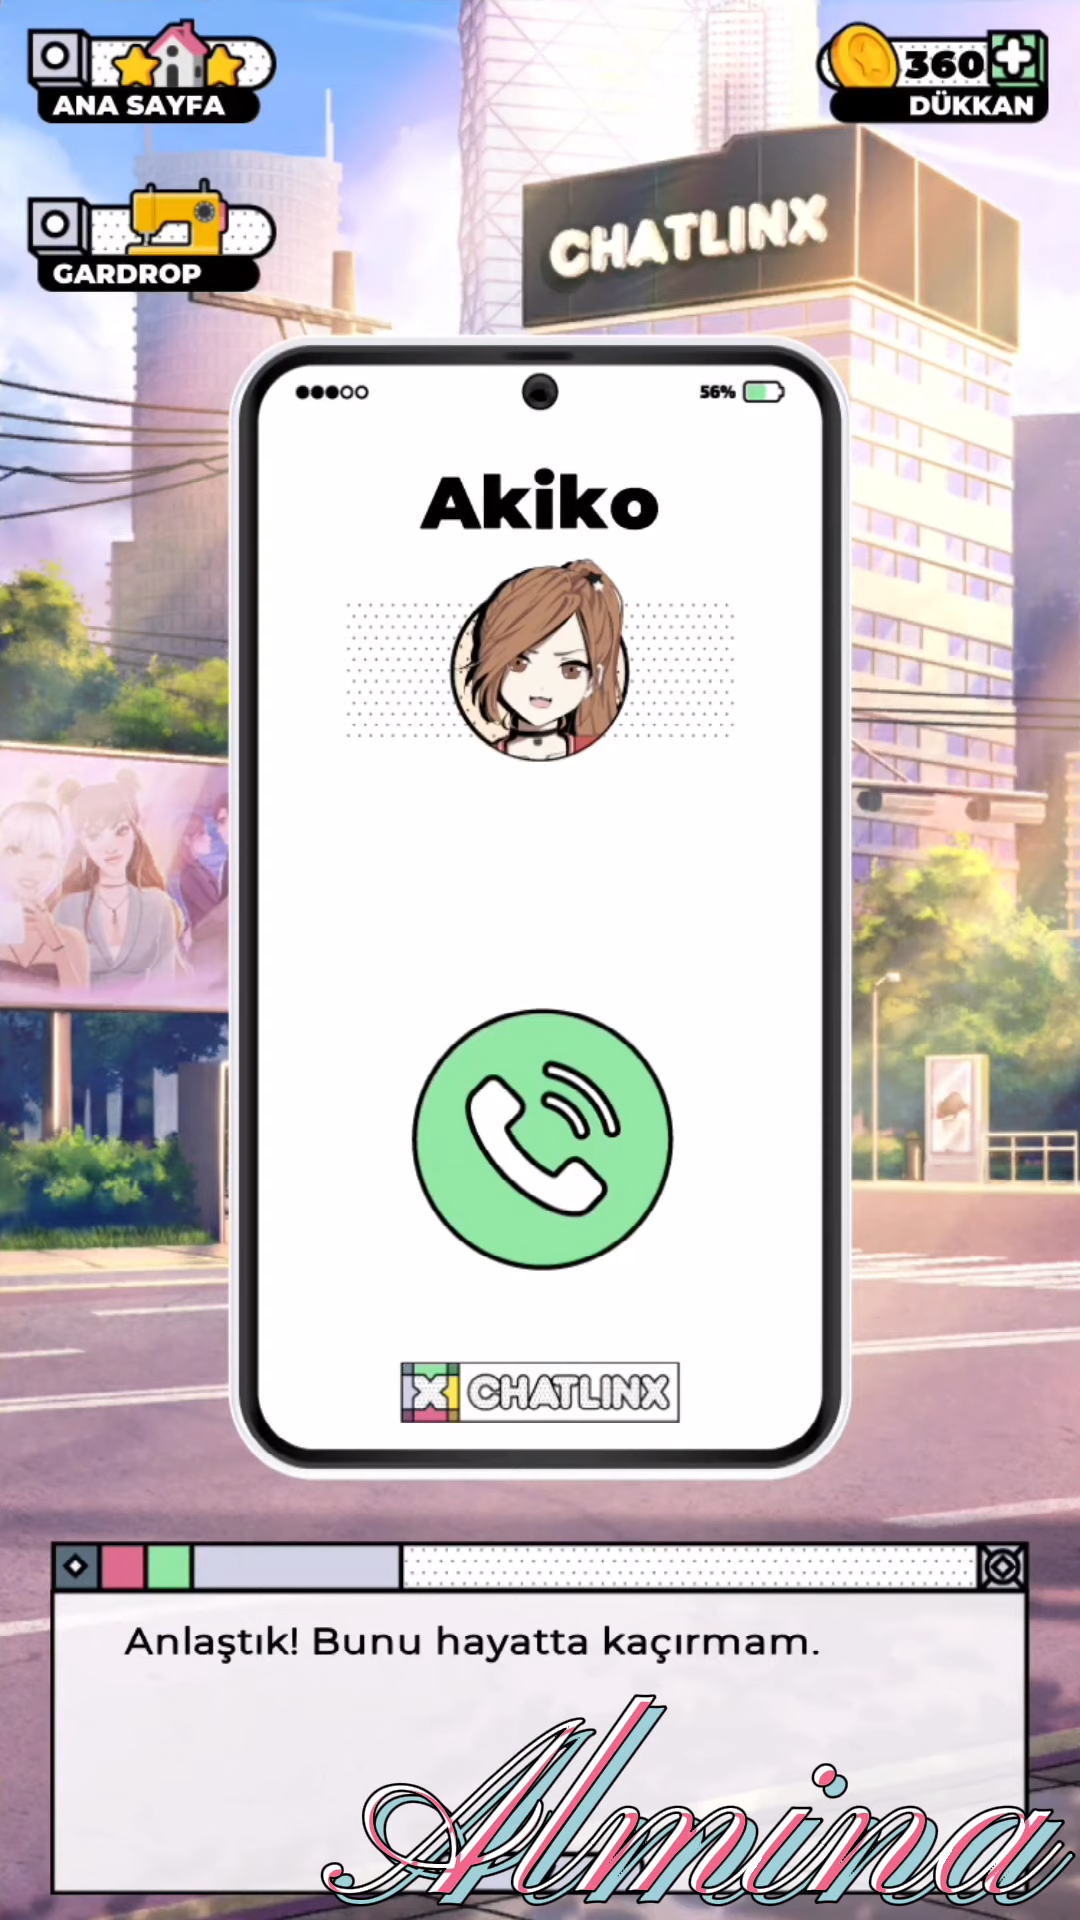 ANA SAYFA
360
DÜKKAN
GARDROP
CHATLINX
56%
Akiko
X CHATLINX
Anlaştık! Bunu hayatta kaçırmam.
Almina